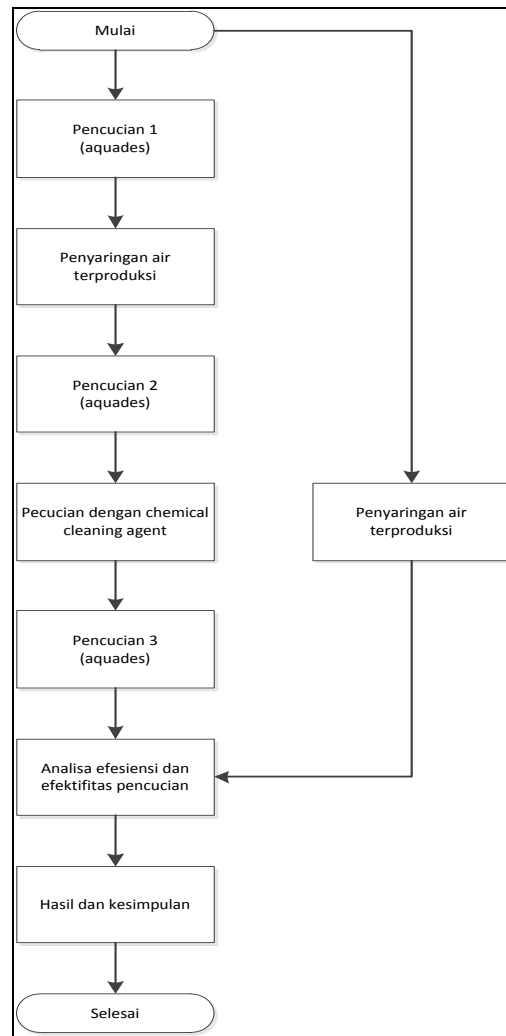 Mulai
Pencucian 1
(aquades)
Penyaringan air
terproduksi
Pencucian 2
(aquades)
Pecucian dengan chemical
cleaning agent
Penyaringan air
terproduksi
Pencucian 3
(aquades)
Analisa efesiensi dan
efektifitas pencucian
Hasil dan kesimpulan
Selesai